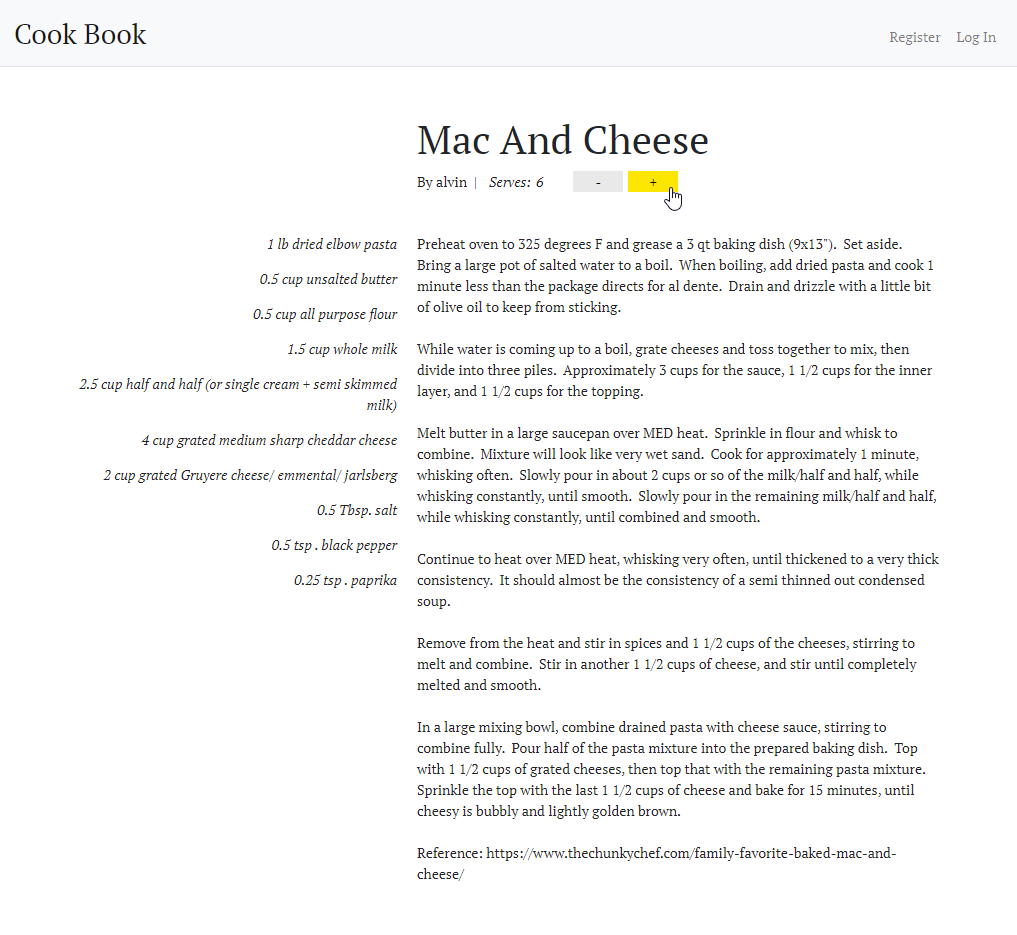 Cook Book
Register Log In
Mac And Cheese
By alvin | Serves: 6 - +
1 lb dried elbow pasta
0.5 cup unsalted butter
0.5 cup all purpose flour
1.5 cup whole milk
2.5 cup half and half (or single cream + semi skimmed
milk)
4 cup grated medium sharp cheddar cheese
2 cup grated Gruyere cheese/ emmental/ jarlsberg
0.5 Tbsp. salt
0.5 tsp . black pepper
0.25 tsp . paprika
Preheat oven to 325 degrees F and grease a 3 qt baking dish (9x13"). Set aside.
Bring a large pot of salted water to a boil. When boiling, add dried pasta and cook 1
minute less than the package directs for al dente. Drain and drizzle with a little bit
of olive oil to keep from sticking.
While water is coming up to a boil, grate cheeses and toss together to mix, then
divide into three piles. Approximately 3 cups for the sauce, 1 1/2 cups for the inner
layer, and 1 1/2 cups for the topping.
Melt butter in a large saucepan over MED heat. Sprinkle in flour and whisk to
combine. Mixture will look like very wet sand. Cook for approximately 1 minute,
whisking often. Slowly pour in about 2 cups or so of the milk/half and half, while
whisking constantly, until smooth. Slowly pour in the remaining milk/half and half,
while whisking constantly, until combined and smooth.
Continue to heat over MED heat, whisking very often, until thickened to a very thick
consistency. It should almost be the consistency of a semi thinned out condensed
soup.
Remove from the heat and stir in spices and 1 1/2 cups of the cheeses, stirring to
melt and combine. Stir in another 1 1/2 cups of cheese, and stir until completely
melted and smooth.
In a large mixing bowl, combine drained pasta with cheese sauce, stirring to
combine fully. Pour half of the pasta mixture into the prepared baking dish. Top
with 1 1/2 cups of grated cheeses, then top that with the remaining pasta mixture.
Sprinkle the top with the last 1 1/2 cups of cheese and bake for 15 minutes, until
cheesy is bubbly and lightly golden brown.
Reference: https://www.thechunkychef.com/family-favorite-baked-mac-and-
cheese/